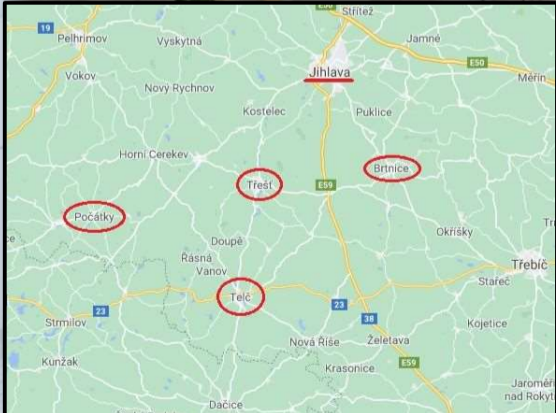 Střítež
19
Pelhřimov
Vyskytná
Jamné
Vokov
Jihlava
E50
Měřín
Nový Rychnov
Kostelec
Puklice
Horní Cerekev
Třešť
E59
Brtnice
Počátky
Okříšky
Doupě
Třebíč
Řásná
Vanov
Stařeč
Telč
23
23
38
Strmilov
Kojetice
Nová Říše
Želetava
Kunžak
E59
Krasonice
Jaroměř
nad Rokyt
Dačice